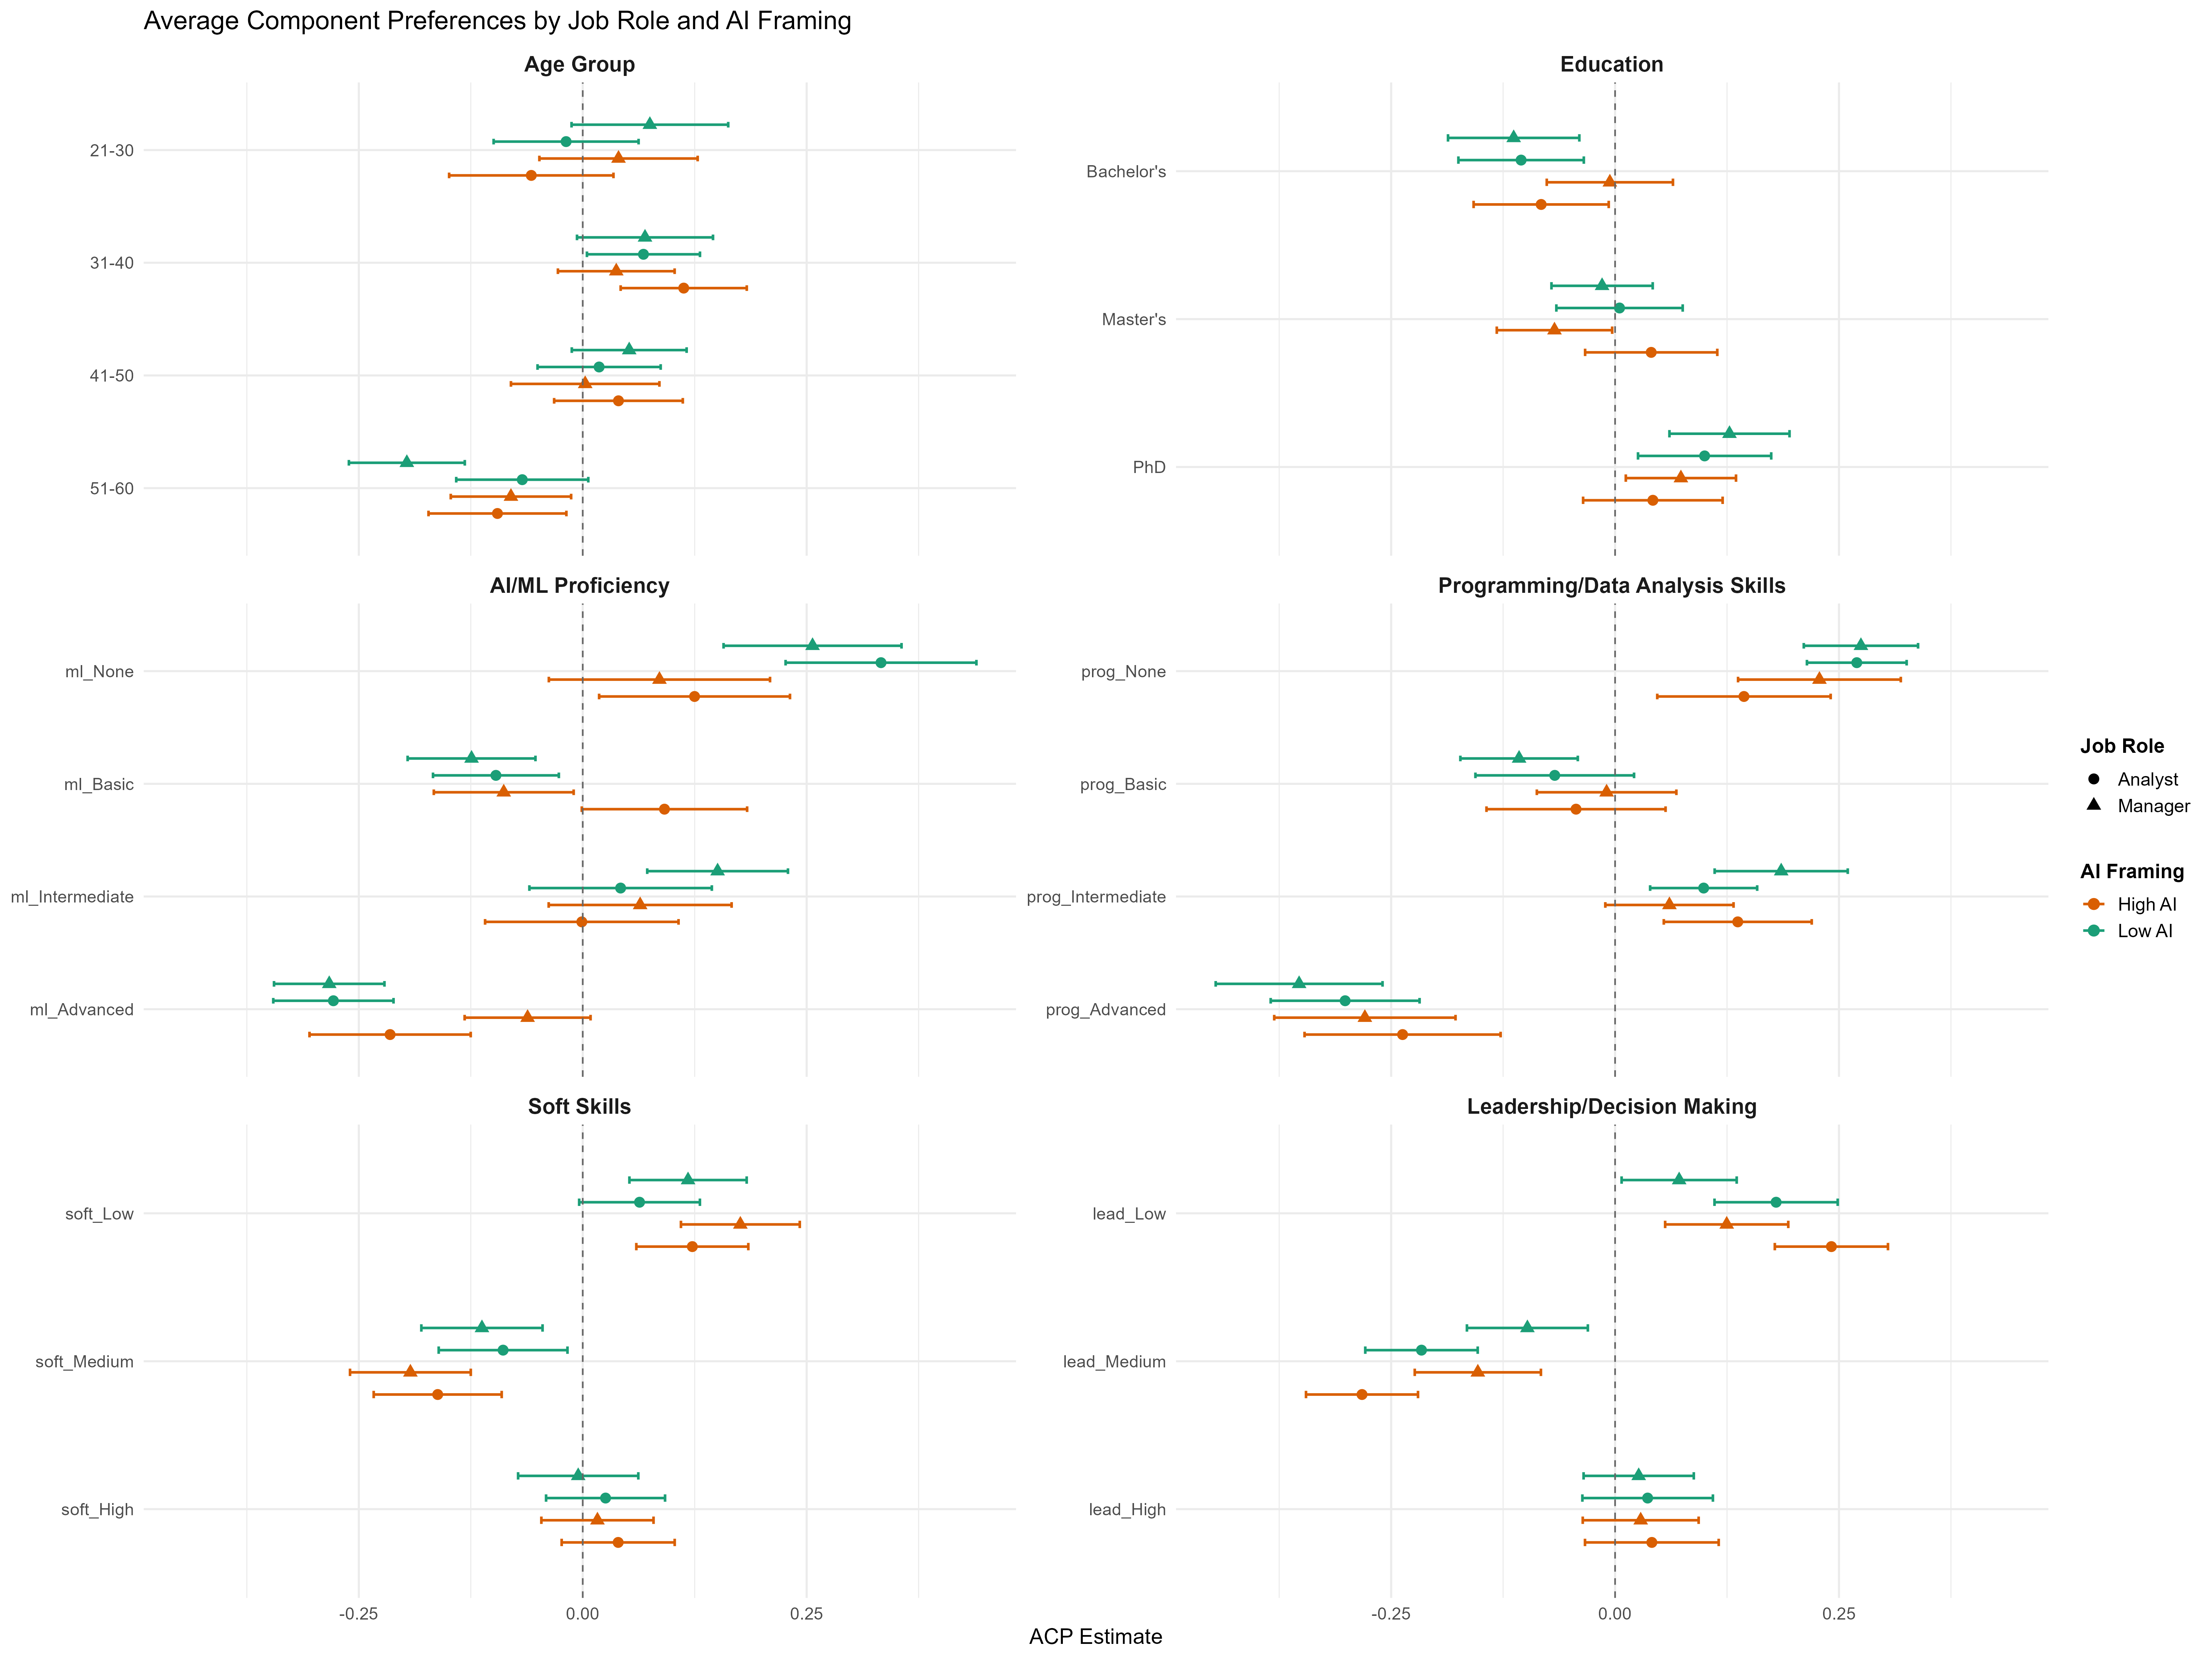 Average Component Preferences by Job Role and AI Framing
Age Group
21-30
31-40
41-50
51-60
Education
Bachelor's
Master's
PhD
AI/ML Proficiency
ml_None
ml_Basic
ml_Intermediate
ml_Advanced
Programming/Data Analysis Skills
prog_None
prog_Basic
prog_Intermediate
prog_Advanced
Soft Skills
soft_Low
soft_Medium
soft_High
-0.25 0.00 0.25
Leadership/Decision Making
lead_Low
lead_Medium
lead_High
-0.25 0.00 0.25
ACP Estimate
Job Role
Analyst
Manager
AI Framing
High AI
Low AI